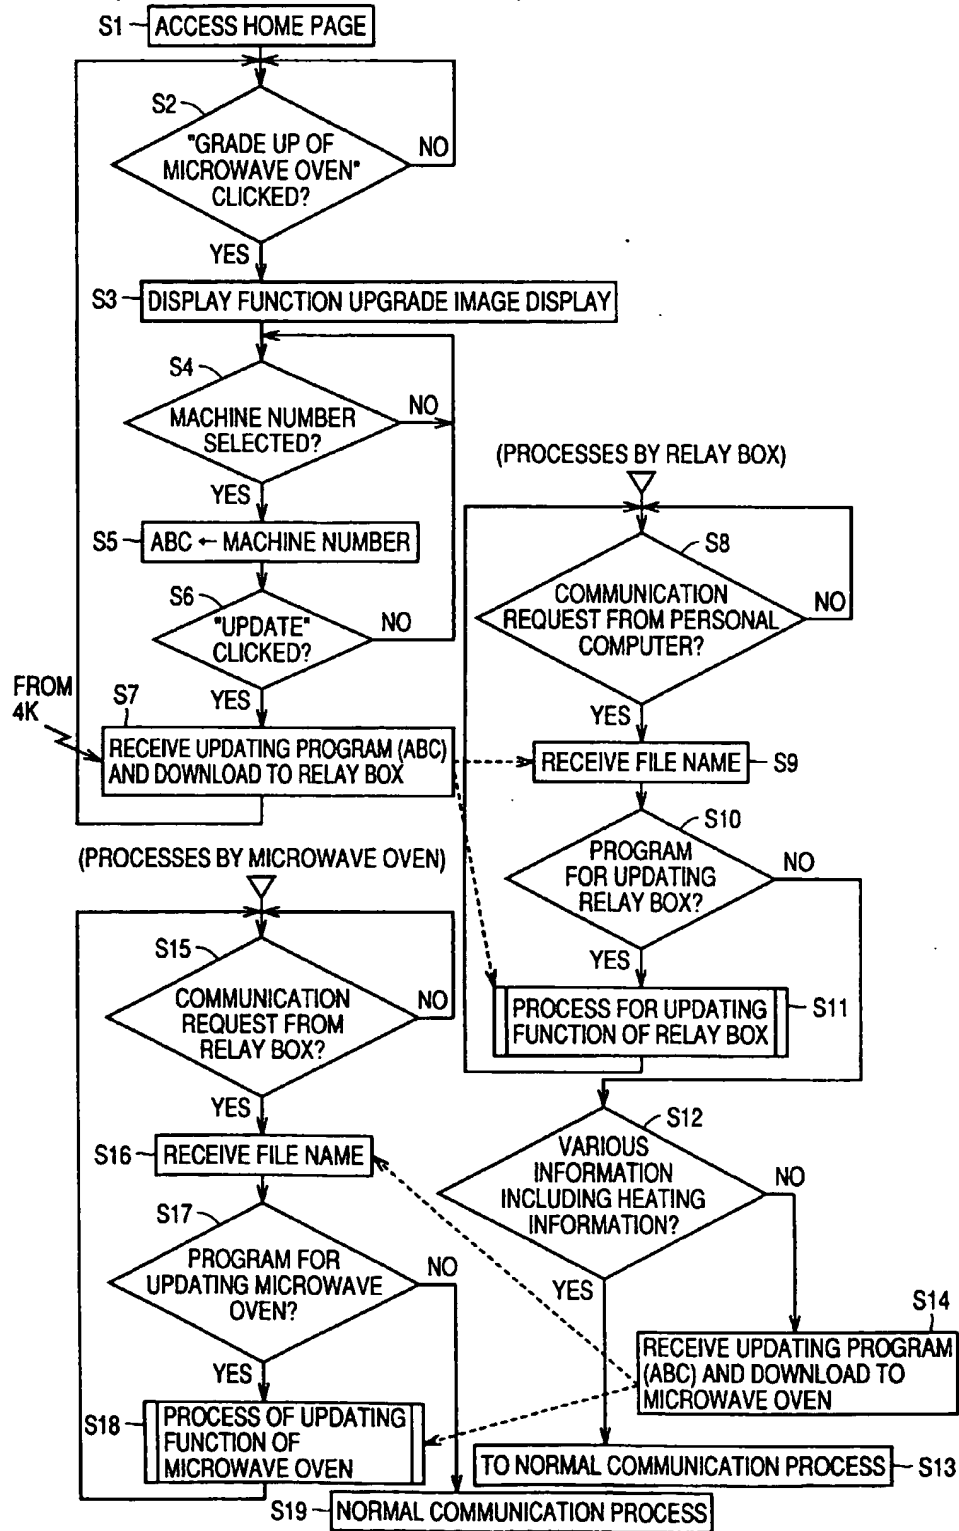 S1 ACCESS HOME PAGE
S2
"GRADE UP OF
MICROWAVE OVEN"
CLICKED?
NO
YES
S3 DISPLAY FUNCTION UPGRADE IMAGE DISPLAY
S4
MACHINE NUMBER
SELECTED?
NO
YES
S5 ABC ← MACHINE NUMBER
S6
"UPDATE"
CLICKED?
NO
YES
FROM
4K
S7
RECEIVE UPDATING PROGRAM (ABC)
AND DOWNLOAD TO RELAY BOX
(PROCESSES BY RELAY BOX)
S8
COMMUNICATION
REQUEST FROM PERSONAL
COMPUTER?
NO
YES
RECEIVE FILE NAME S9
S10
PROGRAM
FOR UPDATING
RELAY BOX?
NO
YES
PROCESS FOR UPDATING
FUNCTION OF RELAY BOX
S11
S12
VARIOUS
INFORMATION
INCLUDING HEATING
INFORMATION?
NO
YES
S14
RECEIVE UPDATING PROGRAM
(ABC) AND DOWNLOAD TO
MICROWAVE OVEN
TO NORMAL COMMUNICATION PROCESS S13
(PROCESSES BY MICROWAVE OVEN)
S15
COMMUNICATION
REQUEST FROM
RELAY BOX?
NO
YES
S16 RECEIVE FILE NAME
S17
PROGRAM FOR
UPDATING MICROWAVE
OVEN?
NO
YES
S18
PROCESS OF UPDATING
FUNCTION OF
MICROWAVE OVEN
S19 NORMAL COMMUNICATION PROCESS